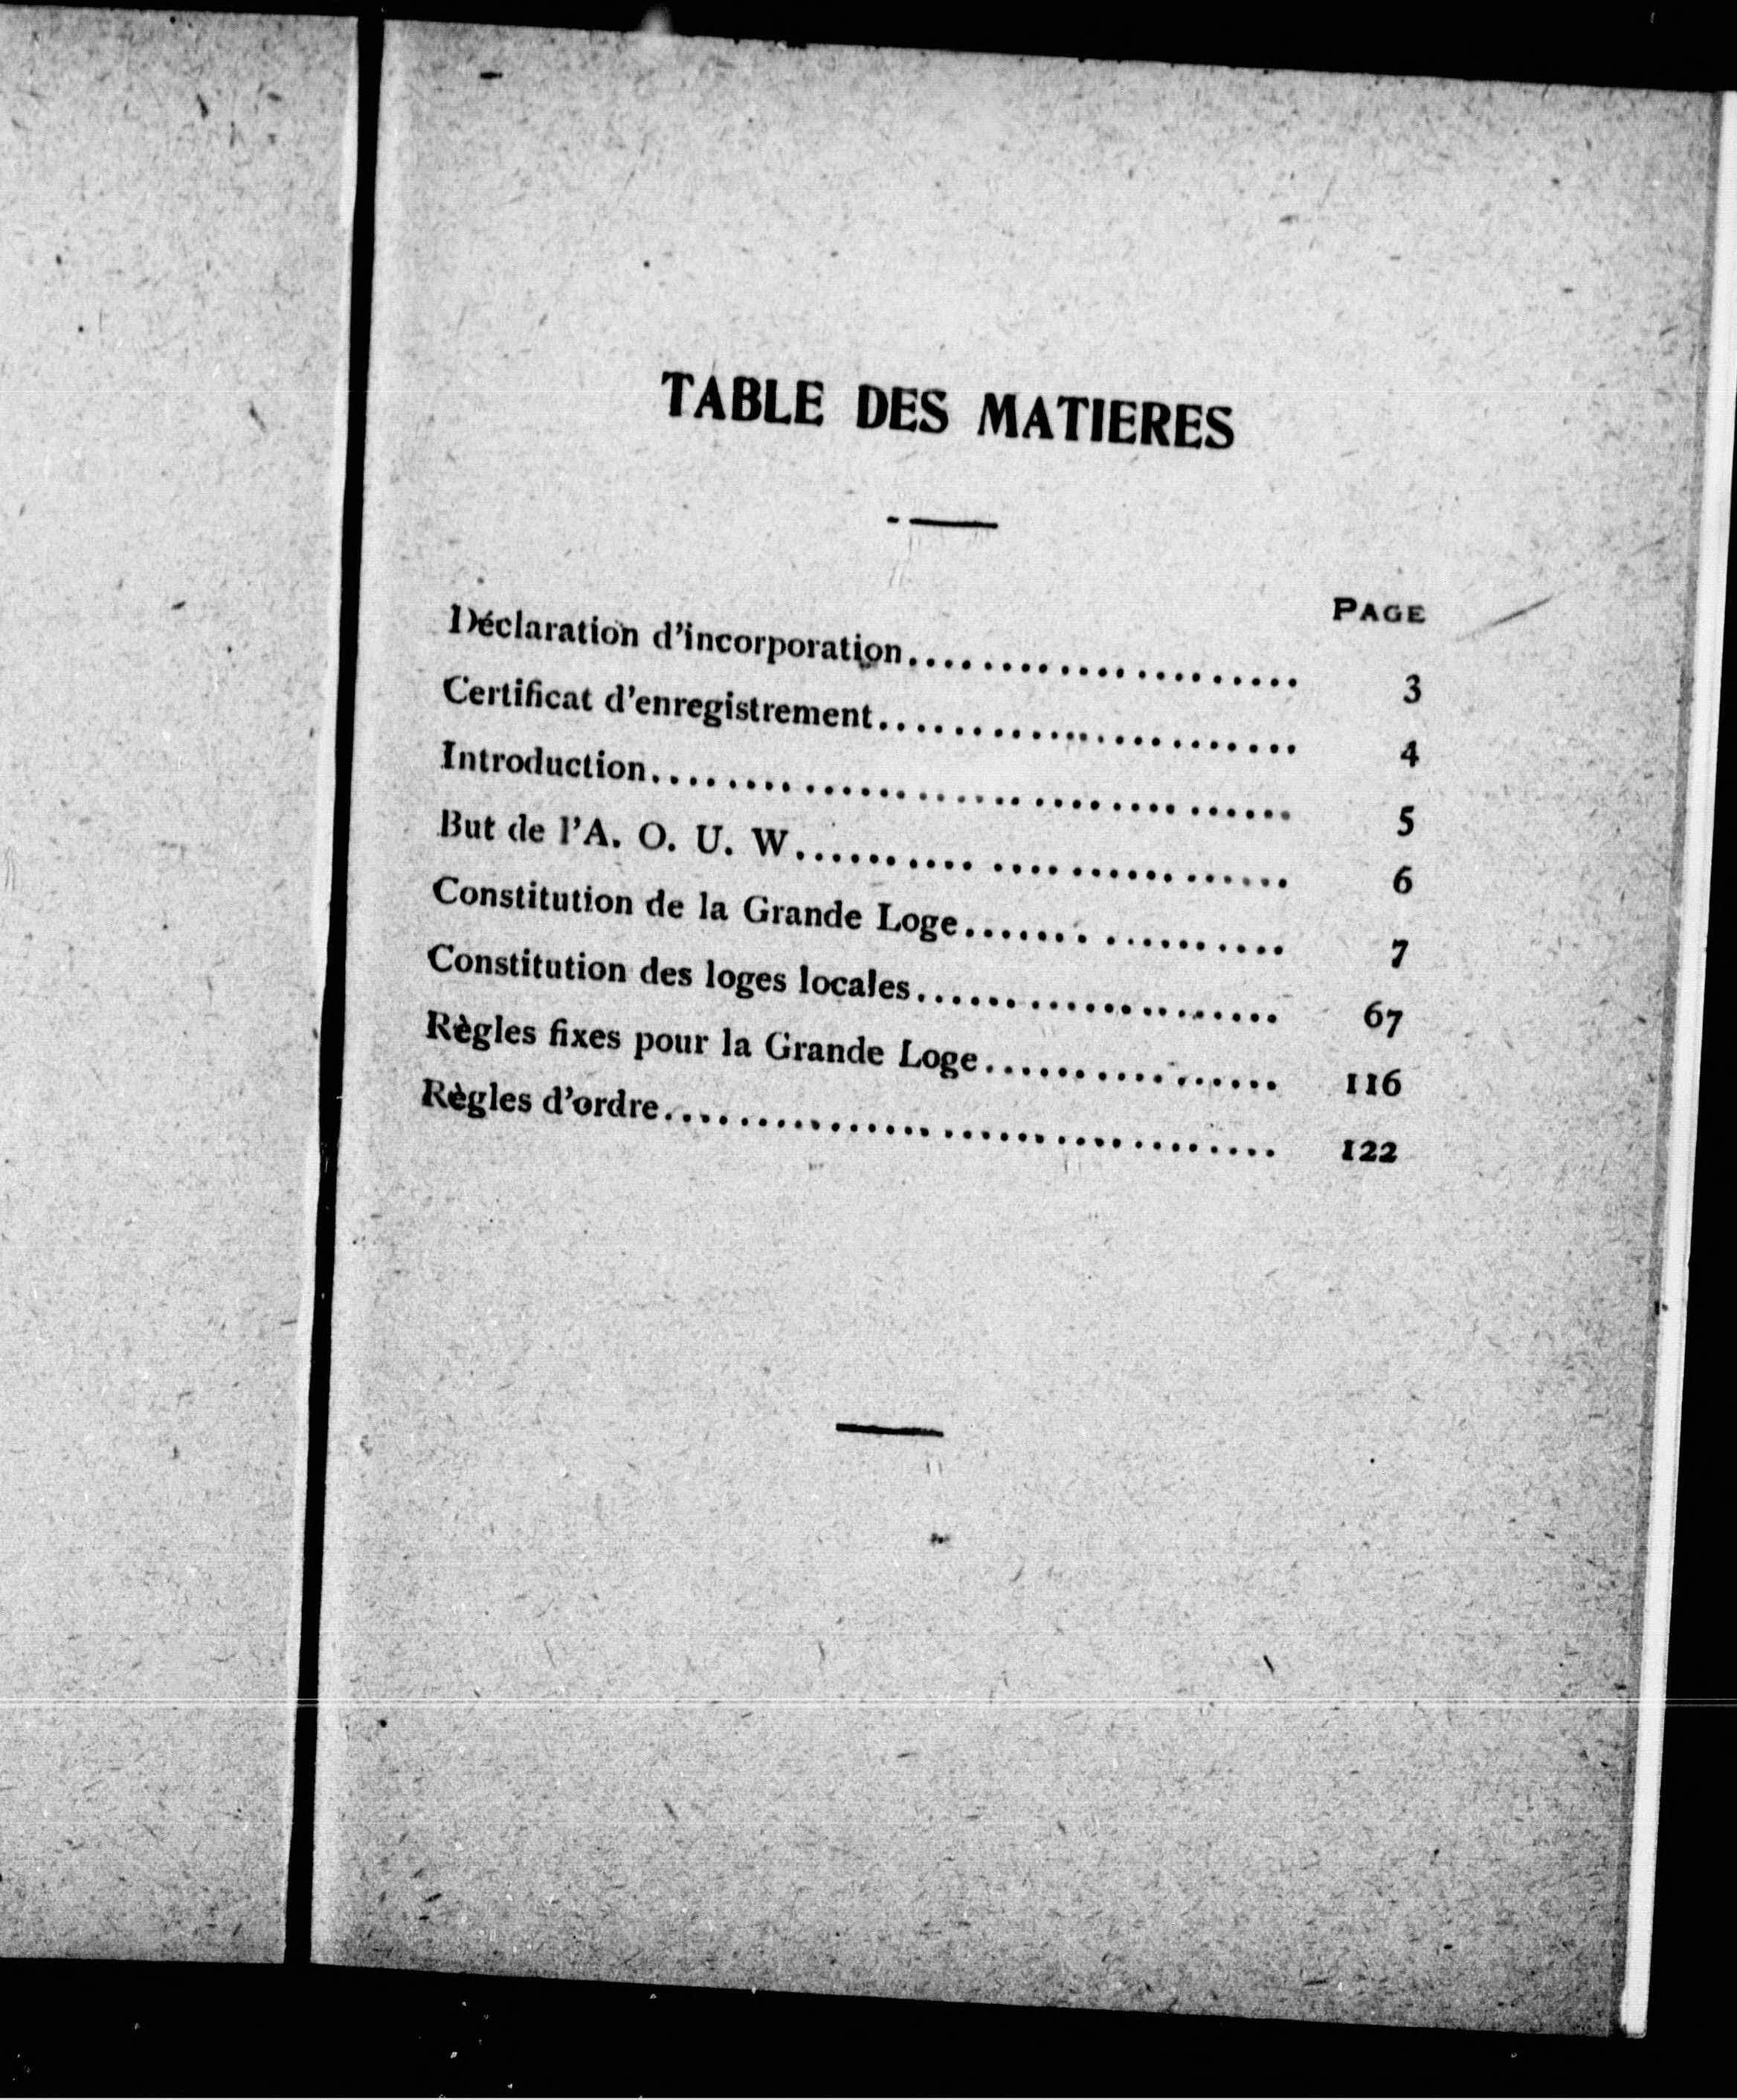 TABLE DES MATIERES
PAGE
Déclaration d'incorporation.................... 3
Certificat d'enregistrement...................... 4
Introduction.................................. 5
But de l'A. O. U. W.......... .... ...... ...... 6
Constitution de la Grande Loge....... .......... 7
Constitution des loges locales................... 67
Règles fixes pour la Grande Loge............... 116
Règles d'ordre................................ 122